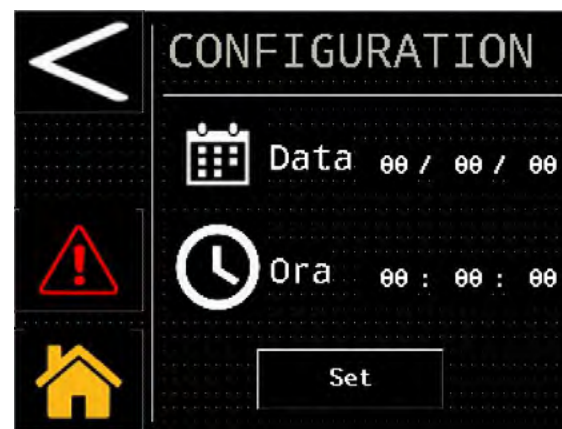 CONFIGURATION
Data 00 / 00 / 00
Ora 00 : 00 : 00
Set